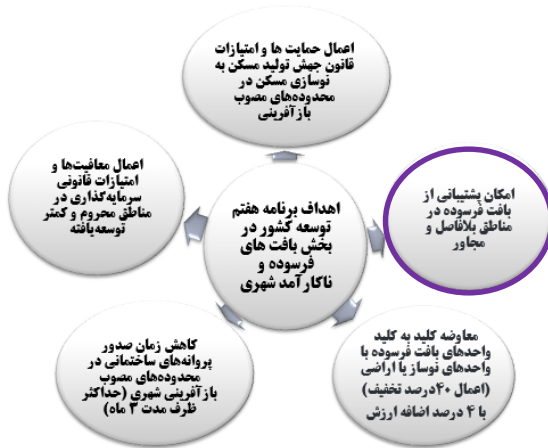 اعمال حمایت ها و امتیازات
قانون جهش تولید مسکن به
نوسازی مسکن در
محدوده‌های مصوب
بازآفرینی
امکان پشتیبانی از
بافت فرسوده در
مناطق بلافاصل و
مجاور
اعمال معافیت‌ها و
امتیازات قانونی
سرمایه‌گذاری در
مناطق محروم و کمتر
توسعه‌یافته
اهداف برنامه هفتم
توسعه کشور در
بخش بافت های
فرسوده و
ناکارآمد شهری
معاوضه کلید به کلید
واحدهای بافت فرسوده با
واحدهای نوساز یا اراضی
(اعمال ۴۰درصد تخفیف)
با ۴ درصد اضافه ارزش
کاهش زمان صدور
پروانه‌های ساختمانی در
محدوده‌های مصوب
بازآفرینی شهری (حداکثر
ظرف مدت ۳ ماه)